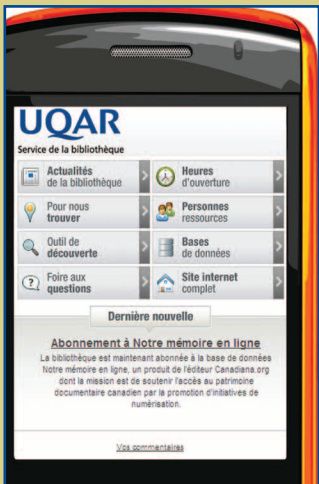 UQAR
Service de la bibliothèque
Actualités
de la bibliothèque
Heures
d'ouverture
Pour nous
trouver
Personnes
ressources
Outil de
découverte
Bases
de données
Foire aux
questions
Site internet
complet
Dernière nouvelle
Abonnement à Notre mémoire en ligne
La bibliothèque est maintenant abonnée à la base de données
Notre mémoire en ligne, un produit de l'éditeur Canadiana.org
dont la mission est de soutenir l'accès au patrimoine
documentaire canadien par la promotion d'initiatives de
numérisation.
Vos commentaires